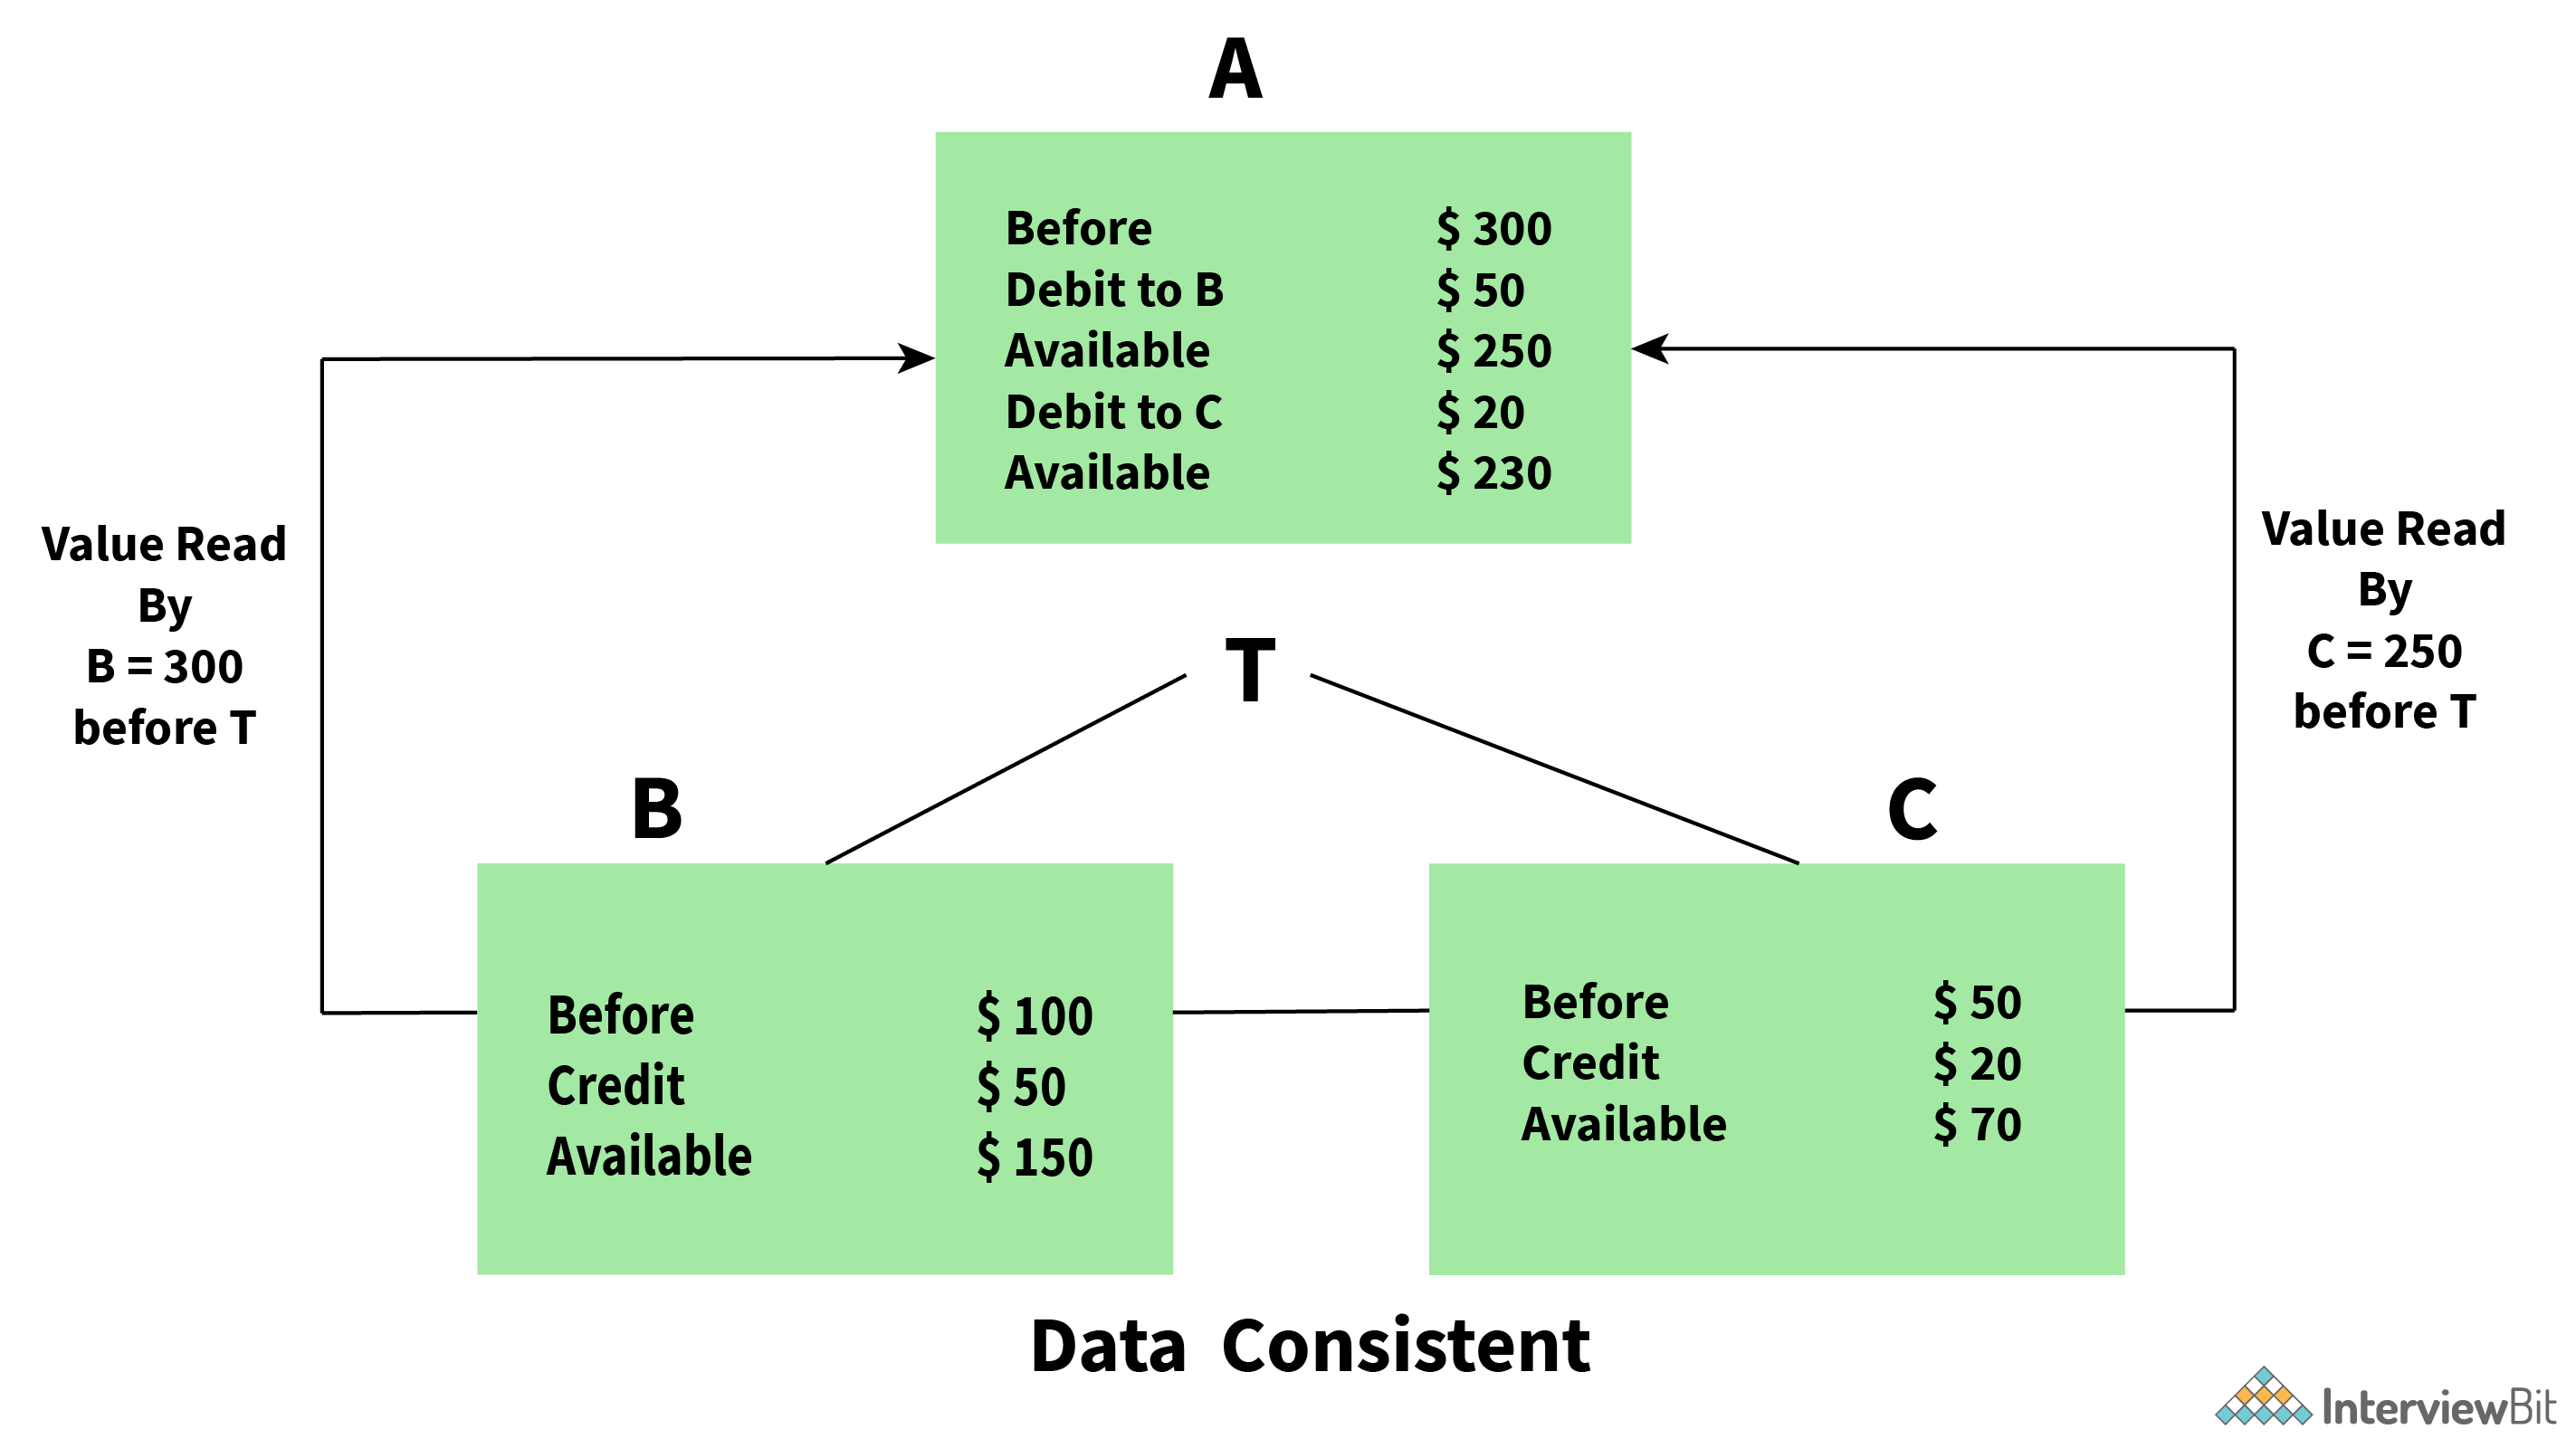 A
Before $ 300
Debit to B $ 50
Available $ 250
Debit to C $ 20
Available $ 230
Value Read
By
B = 300
before T
Value Read
By
C = 250
before T
T
B
C
Before $ 100
Credit $ 50
Available $ 150
Before $ 50
Credit $ 20
Available $ 70
Data Consistent
InterviewBit